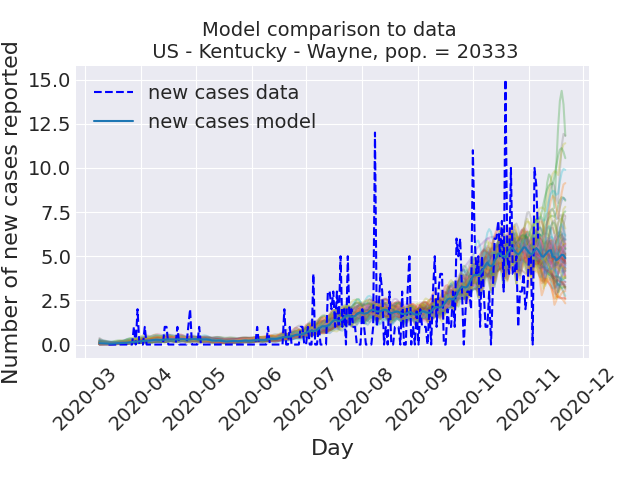 Model comparison to data
US - Kentucky - Wayne, pop. = 20333
Number of new cases reported
15.0
12.5
10.0
7.5
5.0
2.5
0.0
new cases data
new cases model
2020-03
2020-04
2020-05
2020-06
2020-07
2020-08
2020-09
2020-10
2020-11
2020-12
Day